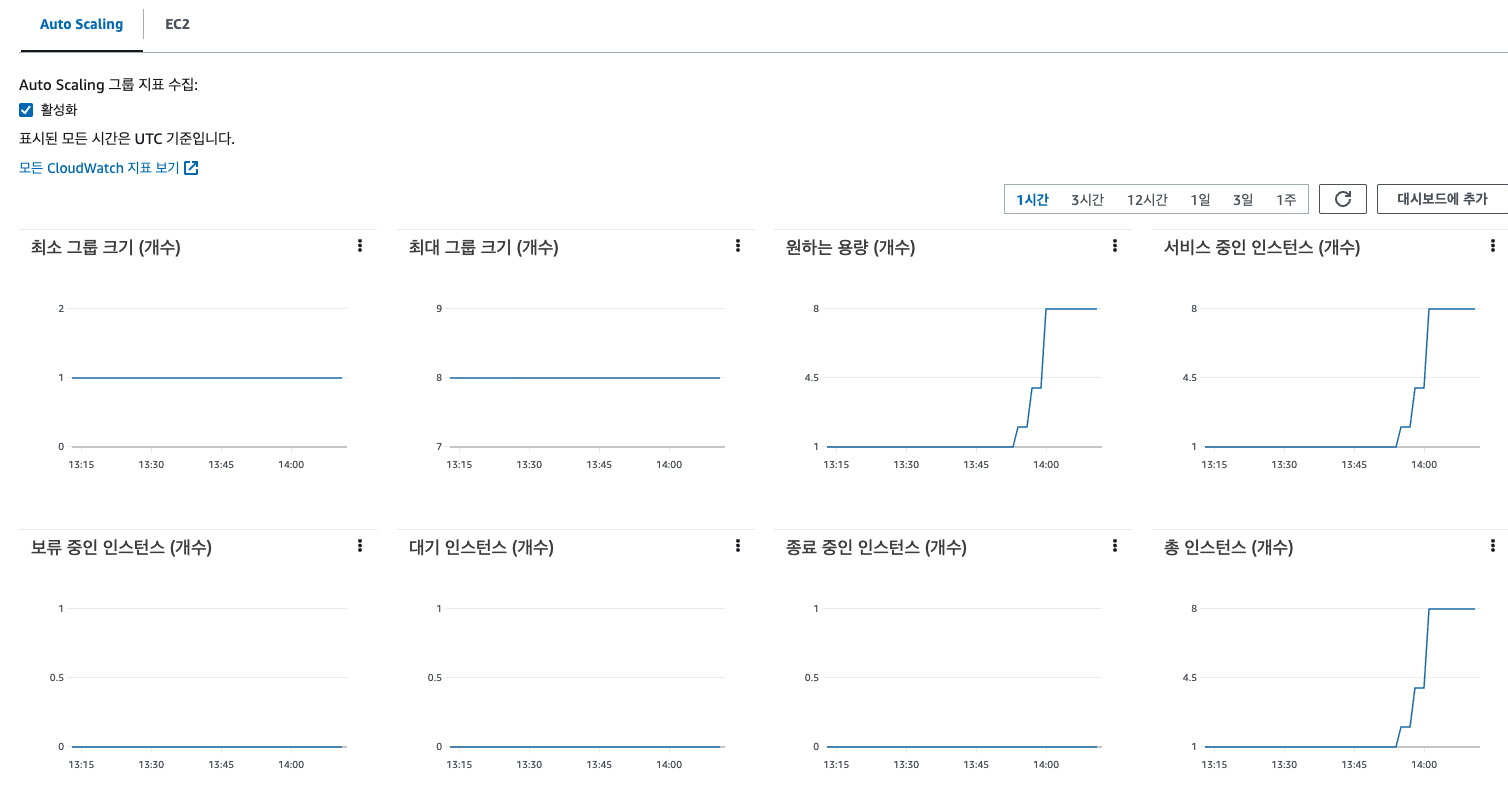 Auto Scaling
EC2
Auto Scaling 그룹 지표 수집:
활성화
표시된 모든 시간은 UTC 기준입니다.
모든 CloudWatch 지표 보기
1시간 3시간 12시간 1일 3일 1주
대시보드에 추가
최소 그룹 크기 (개수)
2
1
0
13:15 13:30 13:45 14:00
최대 그룹 크기 (개수)
9
8
7
13:15 13:30 13:45 14:00
원하는 용량 (개수)
8
4.5
1
13:15 13:30 13:45 14:00
서비스 중인 인스턴스 (개수)
8
4.5
1
13:15 13:30 13:45 14:00
보류 중인 인스턴스 (개수)
1
0.5
0
13:15 13:30 13:45 14:00
대기 인스턴스 (개수)
1
0.5
0
13:15 13:30 13:45 14:00
종료 중인 인스턴스 (개수)
1
0.5
0
13:15 13:30 13:45 14:00
총 인스턴스 (개수)
8
4.5
1
13:15 13:30 13:45 14:00